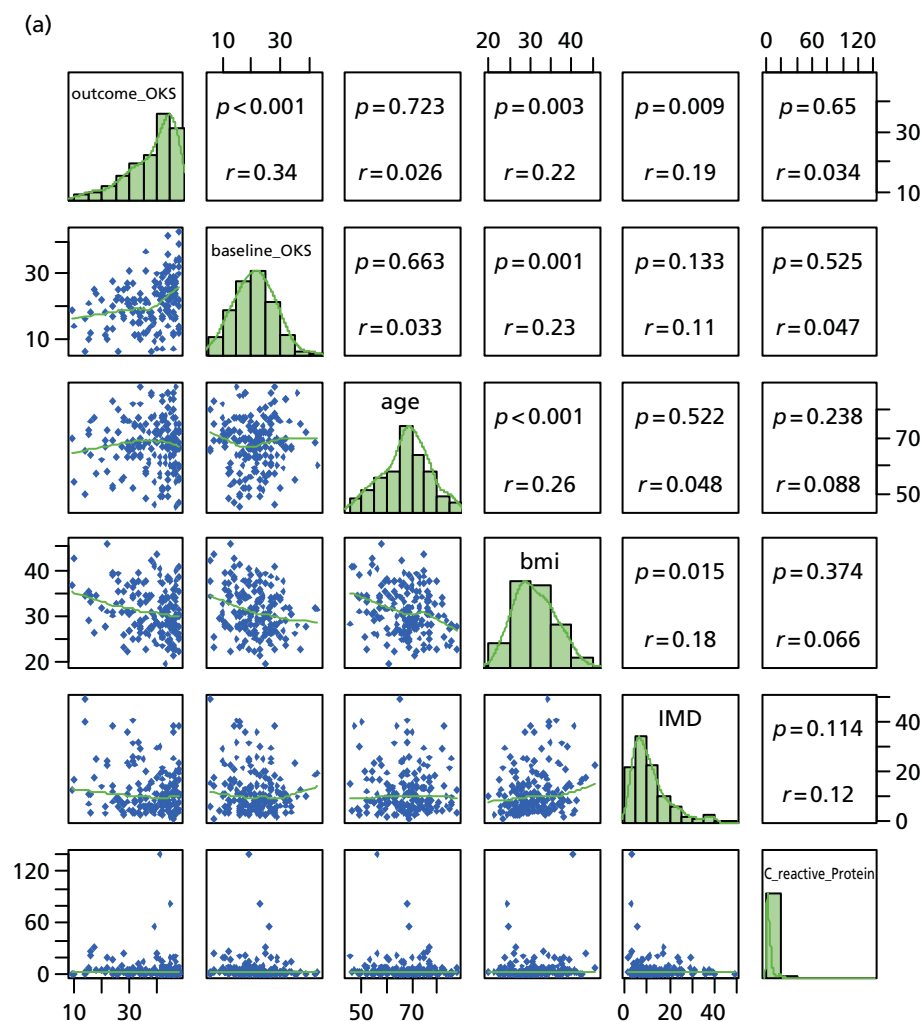 (a)
10 30 20 30 40 0 60 120
outcome_OKS p<0.001 p=0.723 p=0.003 p=0.009 p=0.65 30
r=0.34 r=0.026 r=0.22 r=0.19 r=0.034 10
30 baseline_OKS p=0.663 p=0.001 p=0.133 p=0.525
10 r=0.033 r=0.23 r=0.11 r=0.047
age p<0.001 p=0.522 p=0.238 70
r=0.26 r=0.048 r=0.088 50
40 bmi p=0.015 p=0.374
30
20 r=0.18 r=0.066
IMD p=0.114 40
20
r=0.12 0
120 C_reactive_Protein
60
0
10 30 50 70 0 20 40